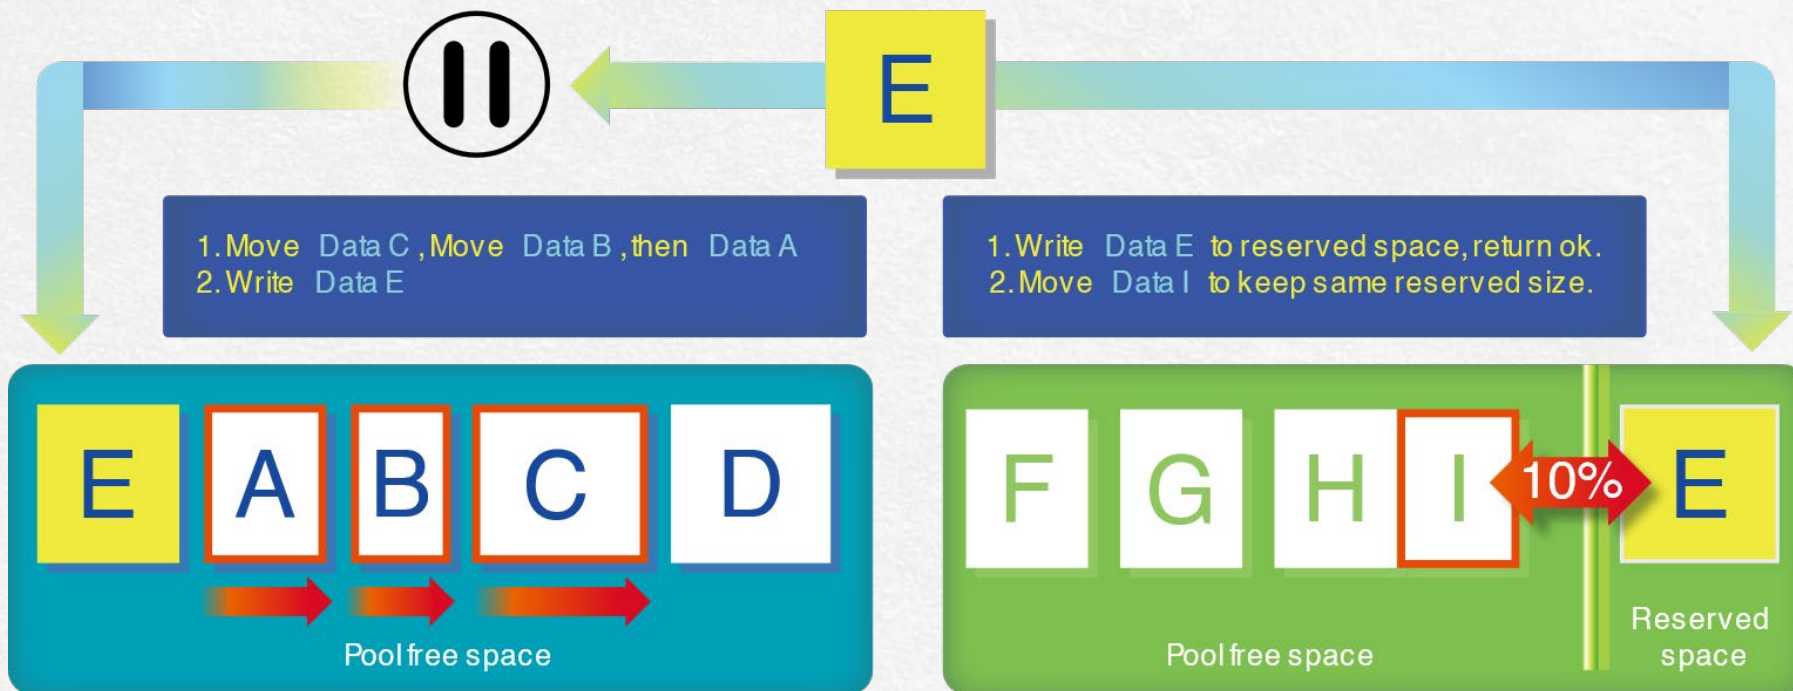 E
1. Move Data C , Move Data B , then Data A
2. Write Data E
1. Write Data E to reserved space, return ok.
2. Move Data I to keep same reserved size.
E A B C D
Pool free space
F G H I 10% E
Pool free space
Reserved
space